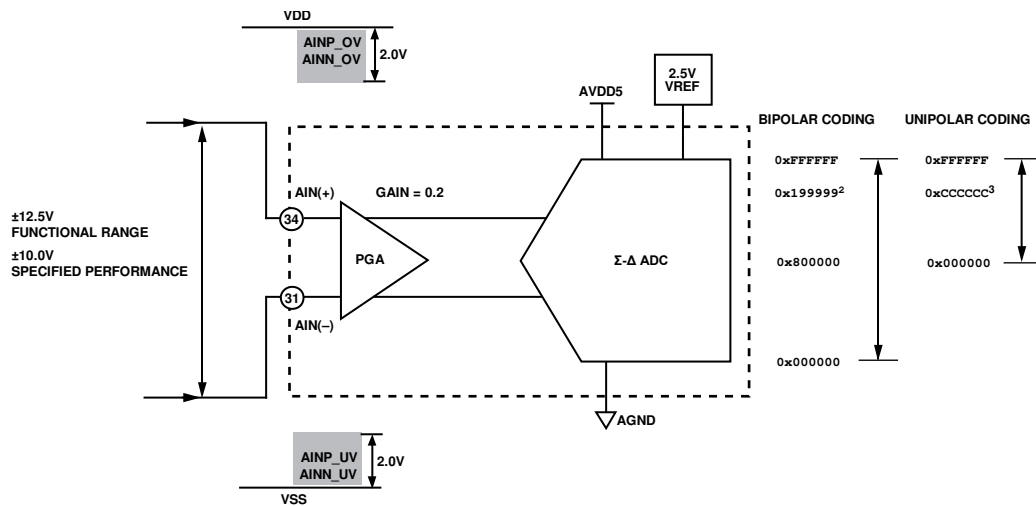 VDD
AINP_OV
AINN_OV
2.0V
2.5V
VREF
AVDD5
BIPOLAR CODING
UNIPOLAR CODING
0xFFFFFF
0xFFFFFF
AIN(+)
GAIN = 0.2
0x199999²
0xCCCCCC³
34
±12.5V
FUNCTIONAL RANGE
±10.0V
SPECIFIED PERFORMANCE
PGA
Σ-Δ ADC
0x800000
0x000000
31
AIN(–)
0x000000
AGND
AINP_UV
AINN_UV
2.0V
VSS